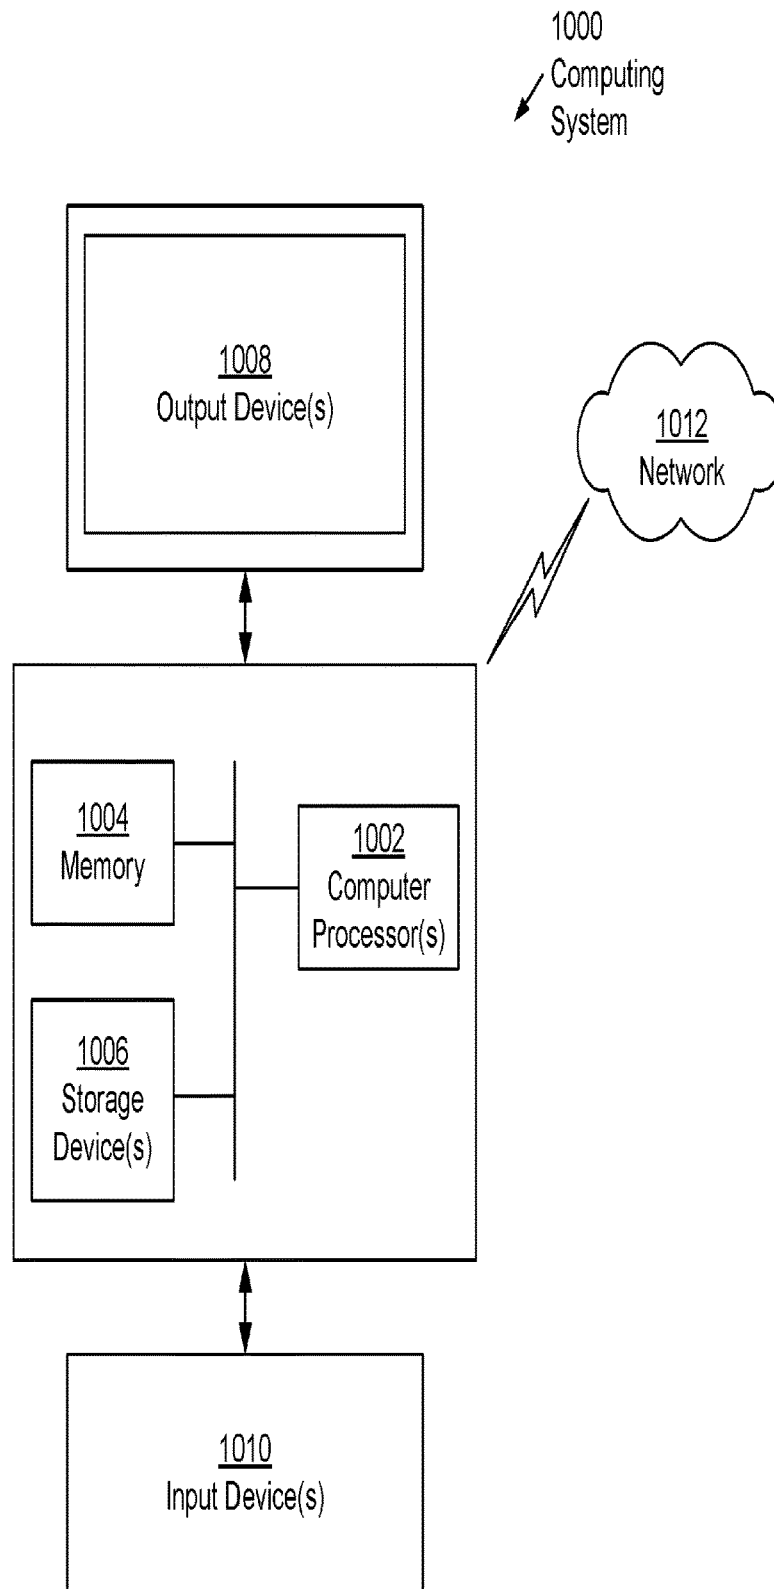 1000
Computing
System
1008
Output Device(s)
1012
Network
1004
Memory
1002
Computer
Processor(s)
1006
Storage
Device(s)
1010
Input Device(s)